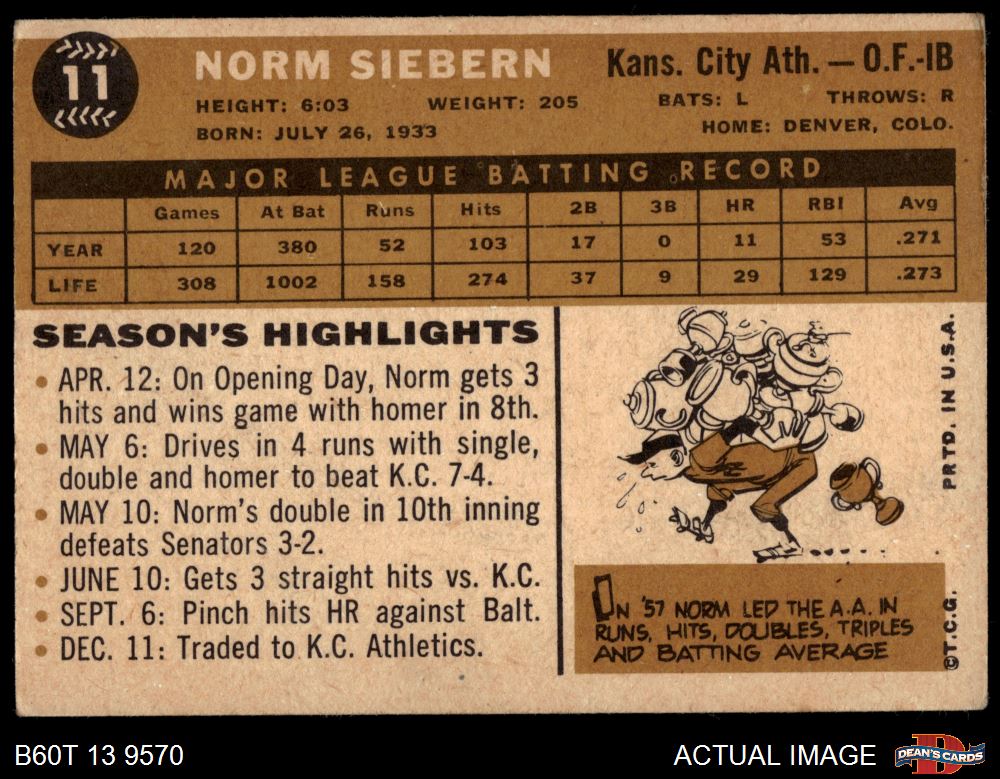 11
NORM SIEBERN
Kans. City Ath. — O.F.-1B
HEIGHT: 6:03 WEIGHT: 205 BATS: L THROWS: R
BORN: JULY 26, 1933 HOME: DENVER, COLO.
MAJOR LEAGUE BATTING RECORD
Games At Bat Runs Hits 2B 3B HR RBI Avg
YEAR 120 380 52 103 17 0 11 53 .271
LIFE 308 1002 158 274 37 9 29 129 .273
SEASON'S HIGHLIGHTS
• APR. 12: On Opening Day, Norm gets 3
hits and wins game with homer in 8th.
• MAY 6: Drives in 4 runs with single,
double and homer to beat K.C. 7-4.
• MAY 10: Norm's double in 10th inning
defeats Senators 3-2.
• JUNE 10: Gets 3 straight hits vs. K.C.
• SEPT. 6: Pinch hits HR against Balt.
• DEC. 11: Traded to K.C. Athletics.
ON '57 NORM LED THE A.A. IN
RUNS, HITS, DOUBLES, TRIPLES
AND BATTING AVERAGE
©T.C.G. PRTD. IN U.S.A.
B60T 13 9570
ACTUAL IMAGE
DEAN'S CARDS